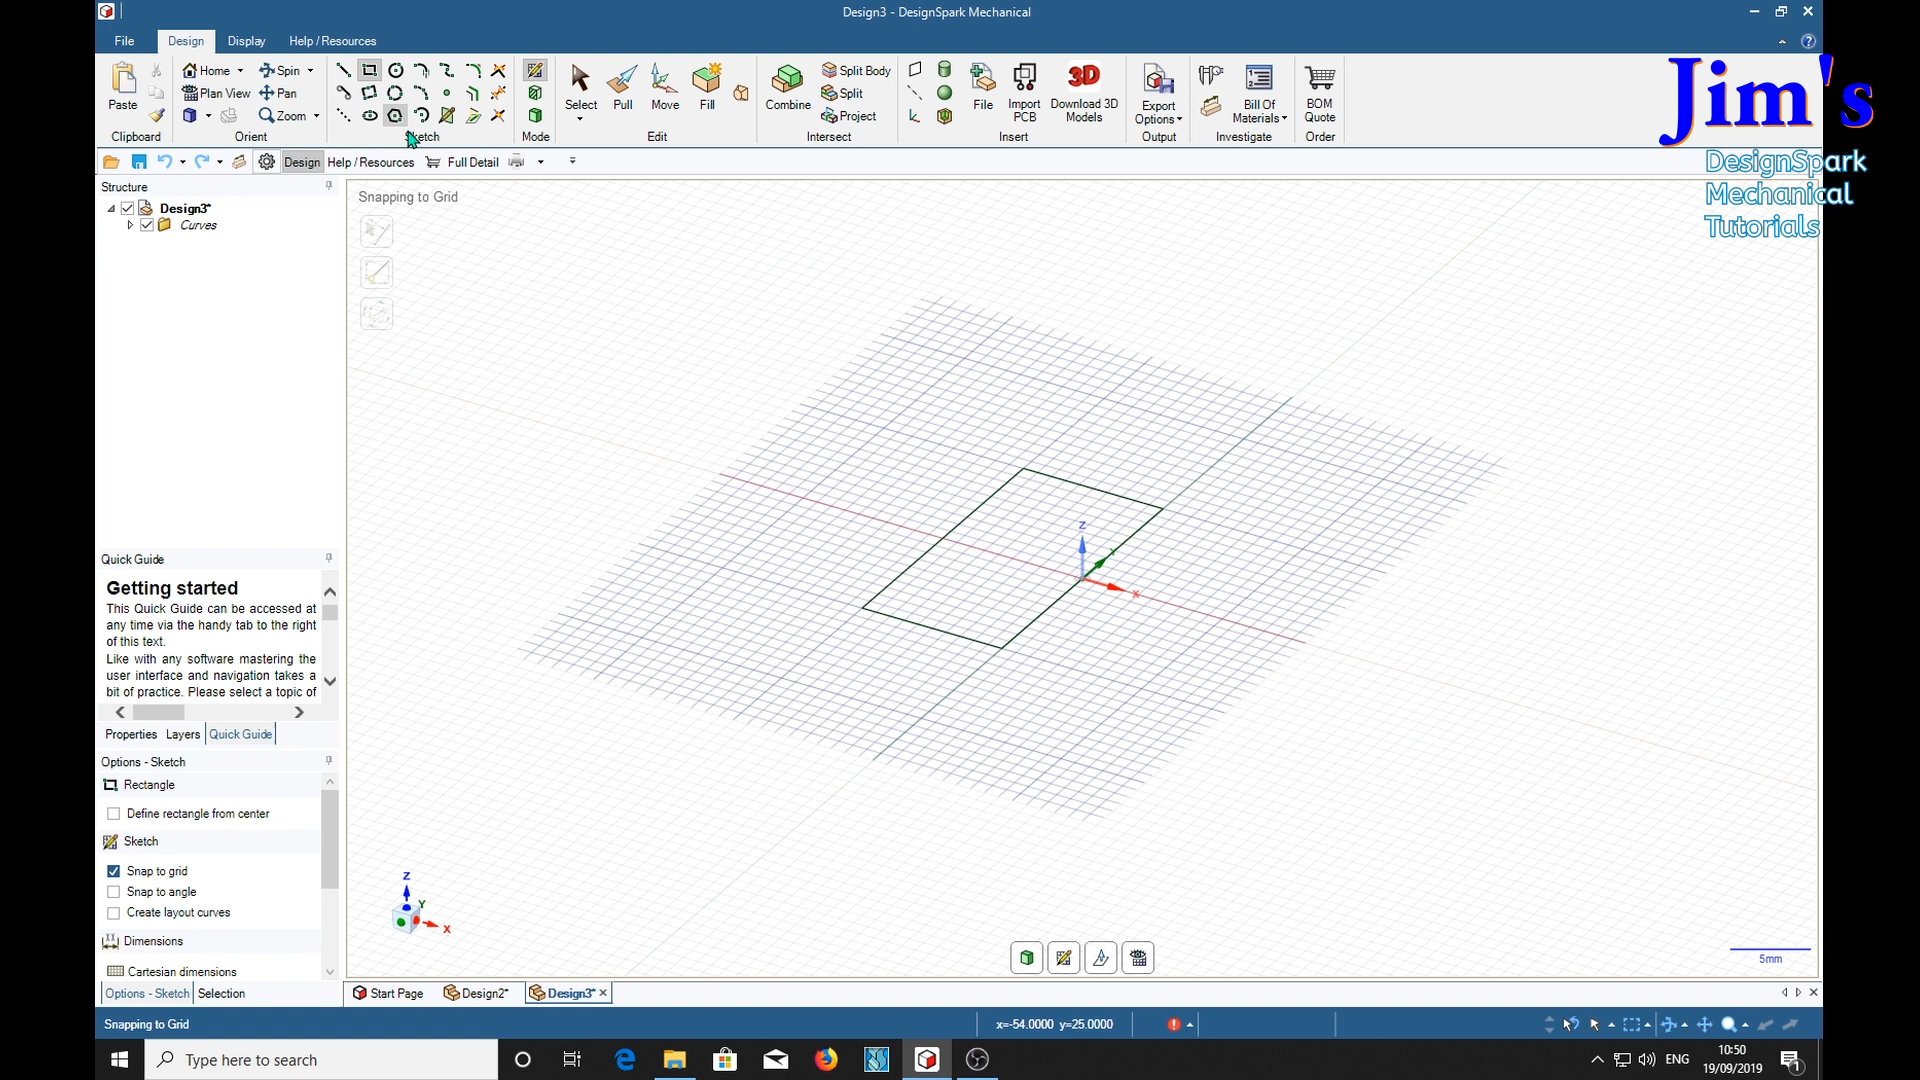 Design3 - DesignSpark Mechanical
File Design Display Help / Resources
Jim's
DesignSpark
Mechanical
Tutorials
Paste
Clipboard
Home Spin
Plan View Pan
Zoom
Orient
Sketch
Mode
Select Pull Move Fill
Edit
Combine
Split Body
Split
Project
Intersect
File
Import
PCB
Download 3D
Models
3D
Insert
Export
Options
Output
Bill Of
Materials
Investigate
BOM
Quote
Order
Design Help / Resources Full Detail
Structure
Design3*
Curves
Snapping to Grid
Z
Y
X
Quick Guide
Getting started
This Quick Guide can be accessed at
any time via the handy tab to the right
of this text.
Like with any software mastering the
user interface and navigation takes a
bit of practice. Please select a topic of
Properties Layers Quick Guide
Options - Sketch
Rectangle
Define rectangle from center
Sketch
Snap to grid
Snap to angle
Create layout curves
Dimensions
Cartesian dimensions
Options - Sketch Selection
Z
Y
X
5mm
Start Page Design2* Design3*
Snapping to Grid
x=-54.0000 y=25.0000
Type here to search
ENG
10:50
19/09/2019
1